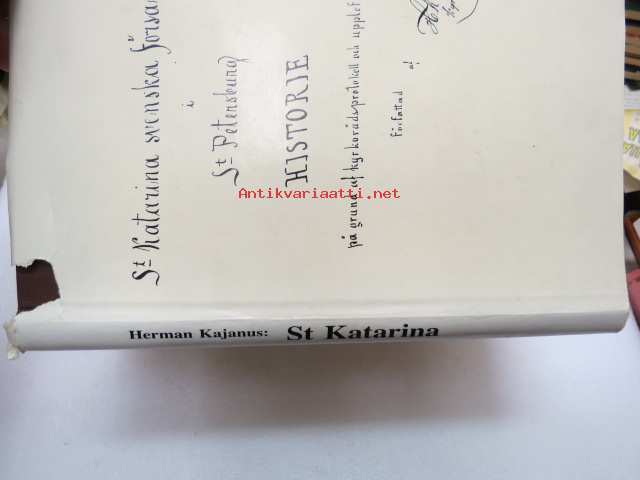 St Katarina svenska försa
i
St Petersburg
HISTORIE
på grund af kyrkorådsprotokoll och upplef
författad
af
Herman Kajanus: St Katarina
Antikvariaatti.net